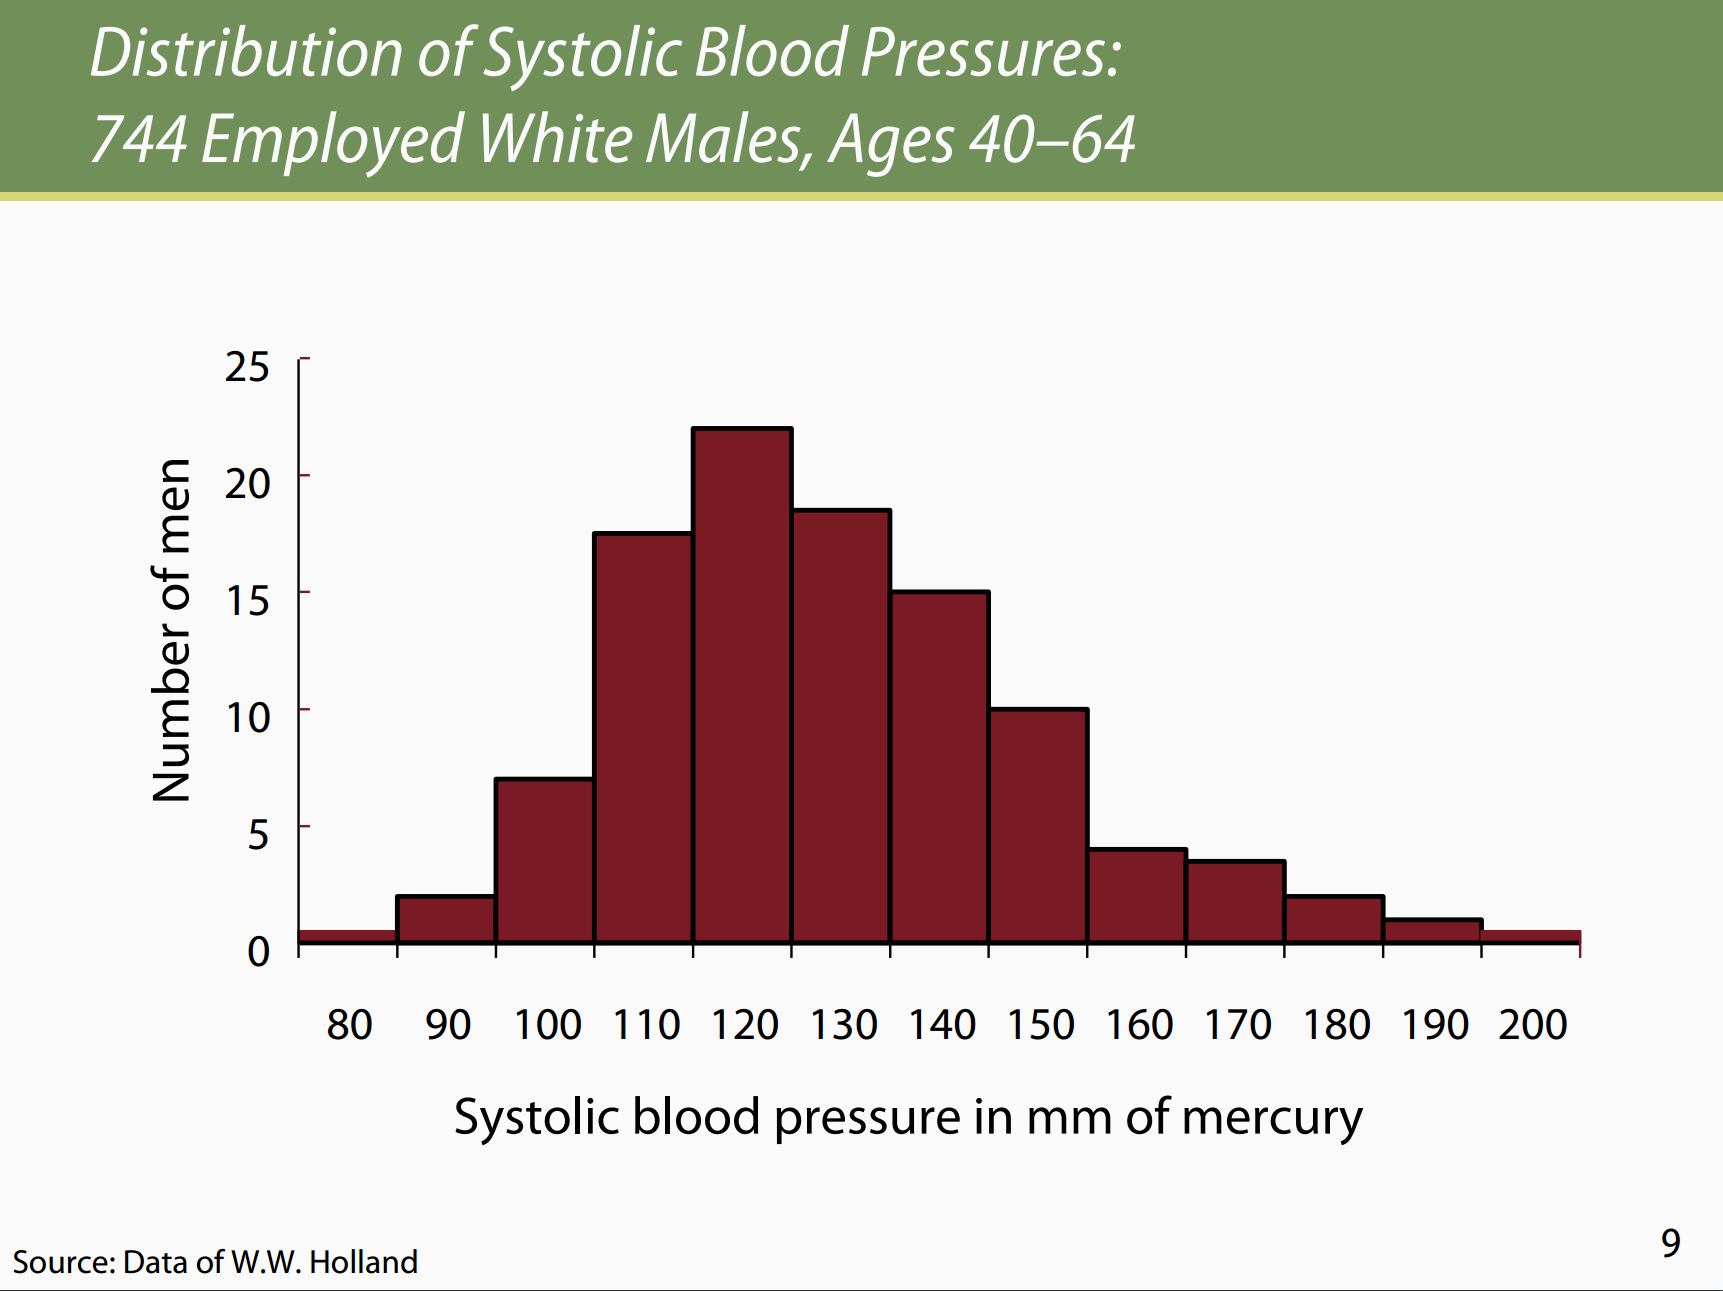 Distribution of Systolic Blood Pressures:
744 Employed White Males, Ages 40–64
25
20
15
10
5
0
Number of men
80 90 100 110 120 130 140 150 160 170 180 190 200
Systolic blood pressure in mm of mercury
9
Source: Data of W.W. Holland